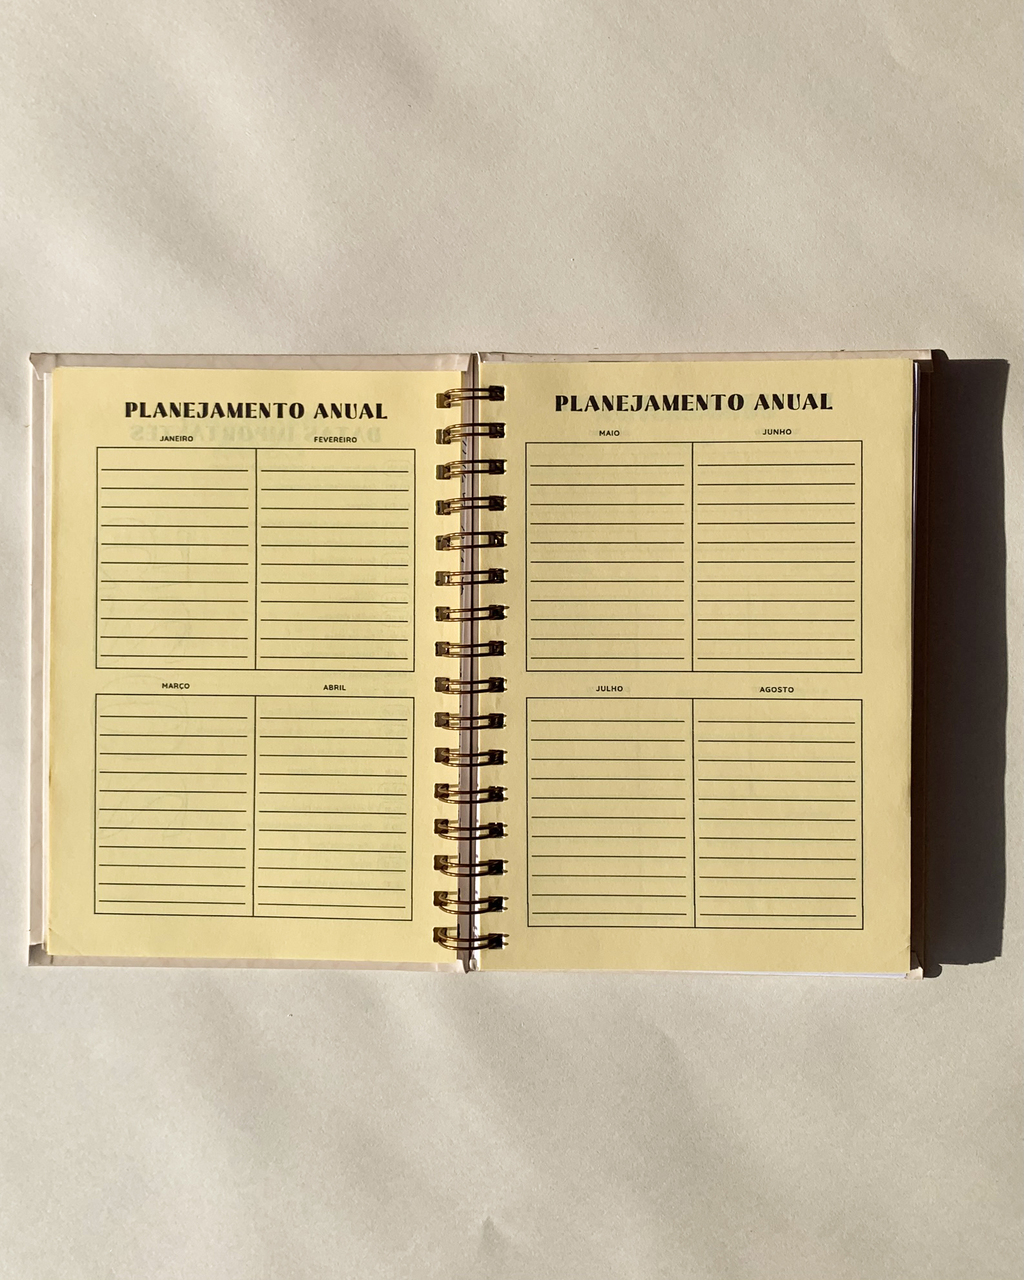 PLANEJAMENTO ANUAL
JANEIRO FEVEREIRO
MARÇO ABRIL
PLANEJAMENTO ANUAL
MAIO JUNHO
JULHO AGOSTO